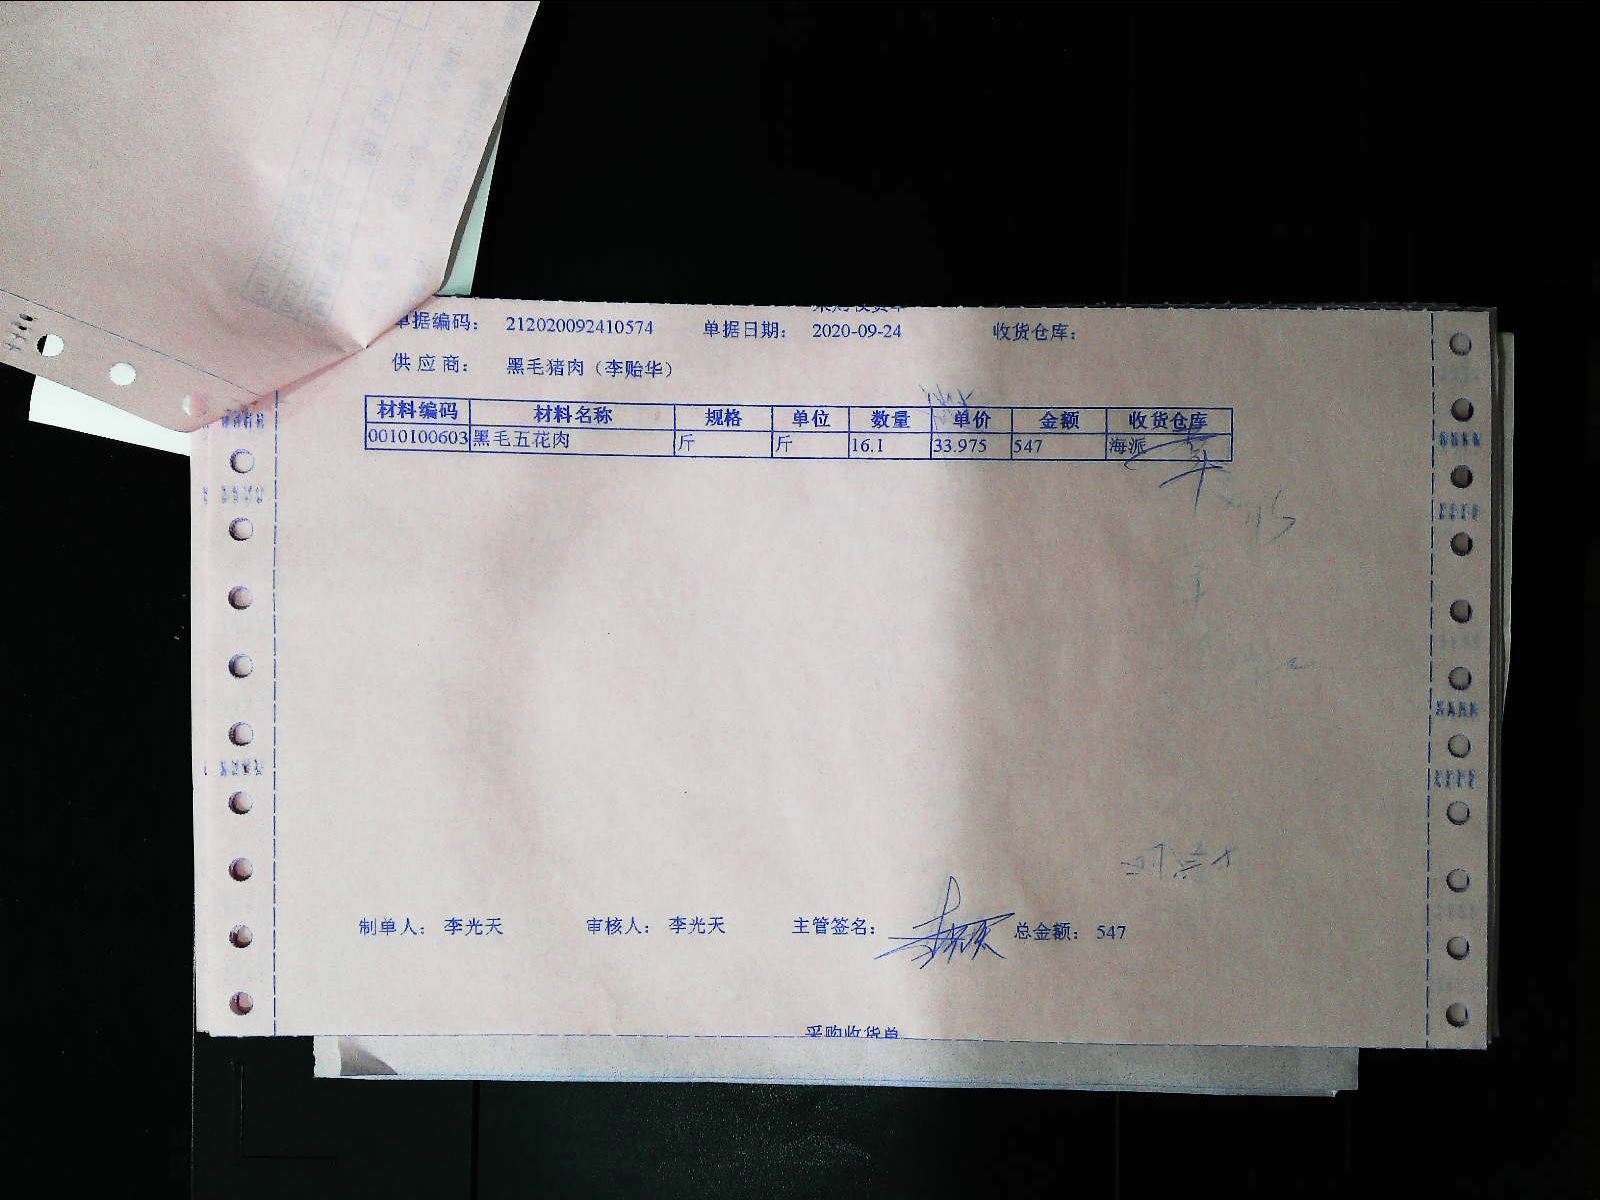 单据编码： 212020092410574 单据日期： 2020-09-24 收货仓库：
供应商： 黑毛猪肉（李贻华）
材料编码 材料名称 规格 单位 数量 单价 金额 收货仓库
0010100603 黑毛五花肉 斤 斤 16.1 33.975 547 海派
制单人： 李光天 审核人： 李光天 主管签名： 总金额： 547
采购收货单